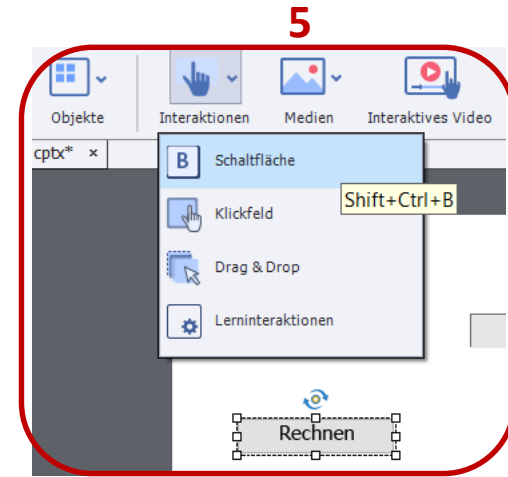 5
Objekte
Interaktionen
Medien
Interaktives Video
cptx* ×
B Schaltfläche
Shift+Ctrl+B
Klickfeld
Drag & Drop
Lerninteraktionen
Rechnen